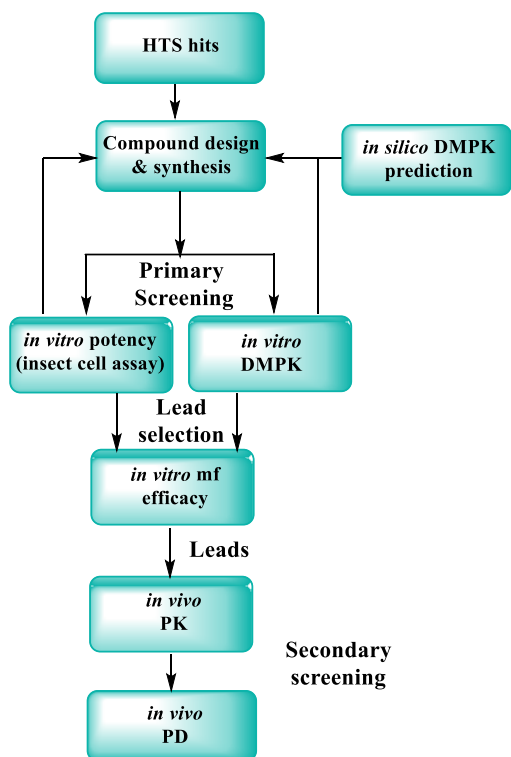 HTS hits
Compound design
& synthesis
in silico DMPK
prediction
Primary
Screening
in vitro potency
(insect cell assay)
in vitro
DMPK
Lead
selection
in vitro mf
efficacy
Leads
in vivo
PK
Secondary
screening
in vivo
PD